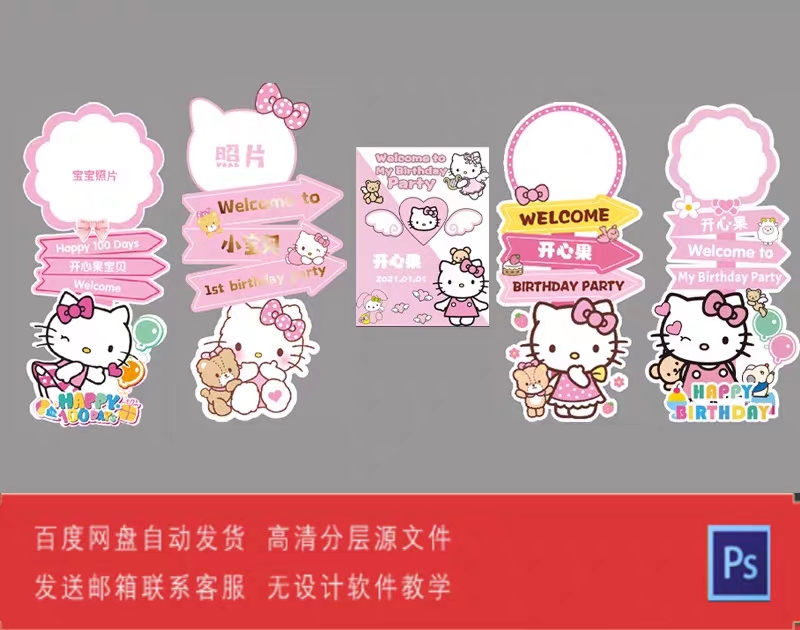 宝宝照片
Happy 100 Days
开心果宝贝
Welcome
HAPPY
100 DAYS
照片
Welcome to
小宝贝
1st birthday party
Welcome to
My Birthday
Party
开心果
2021.01.01
WELCOME
开心果
BIRTHDAY PARTY
开心果
Welcome to
My Birthday Party
HAPPY
BIRTHDAY
百度网盘自动发货 高清分层源文件
发送邮箱联系客服 无设计软件教学
Ps